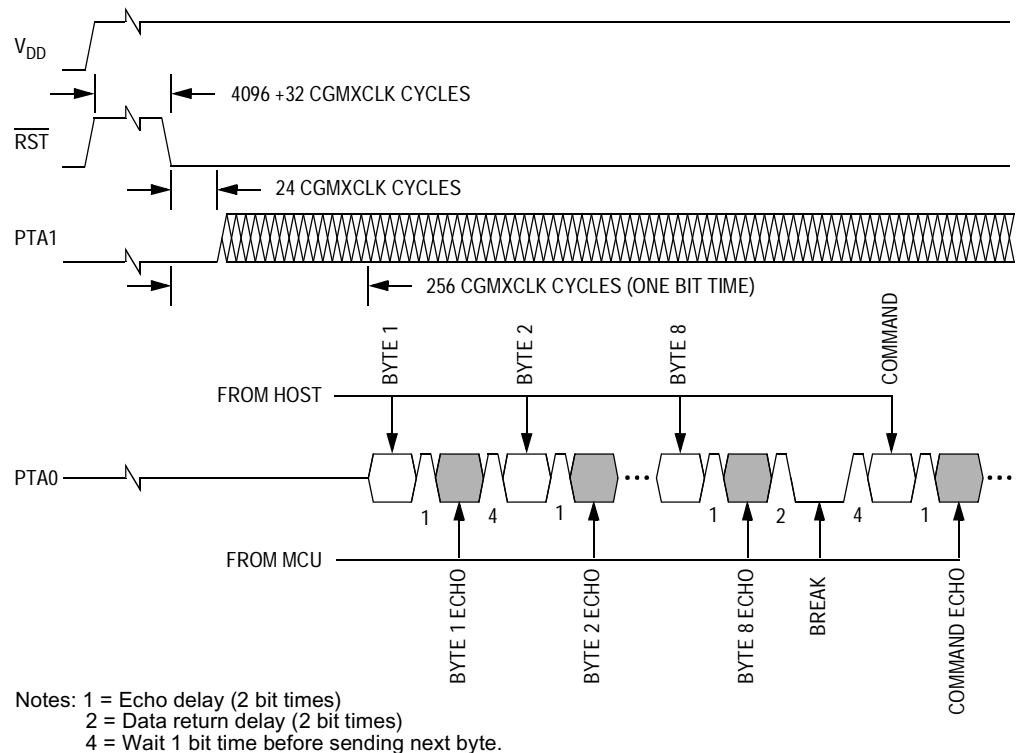 VDD
4096 +32 CGMXCLK CYCLES
RST
24 CGMXCLK CYCLES
PTA1
256 CGMXCLK CYCLES (ONE BIT TIME)
BYTE 1
BYTE 2
BYTE 8
COMMAND
FROM HOST
PTA0
1
4
1
1
2
4
1
FROM MCU
BYTE 1 ECHO
BYTE 2 ECHO
BYTE 8 ECHO
BREAK
COMMAND ECHO
Notes: 1 = Echo delay (2 bit times)
2 = Data return delay (2 bit times)
4 = Wait 1 bit time before sending next byte.